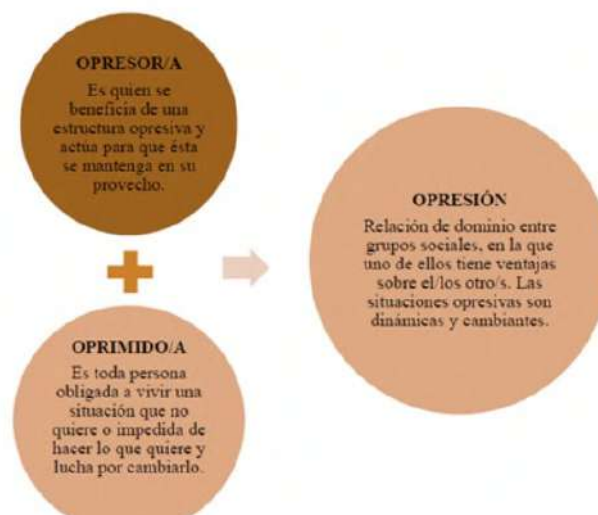 OPRESOR/A
Es quien se
beneficia de una
estructura opresiva y
actúa para que ésta
se mantenga en su
provecho.
OPRIMIDO/A
Es toda persona
obligada a vivir una
situación que no
quiere o impedida de
hacer lo que quiere y
lucha por cambiarlo.
OPRESIÓN
Relación de dominio entre
grupos sociales, en la que
uno de ellos tiene ventajas
sobre el/los otro/s. Las
situaciones opresivas son
dinámicas y cambiantes.